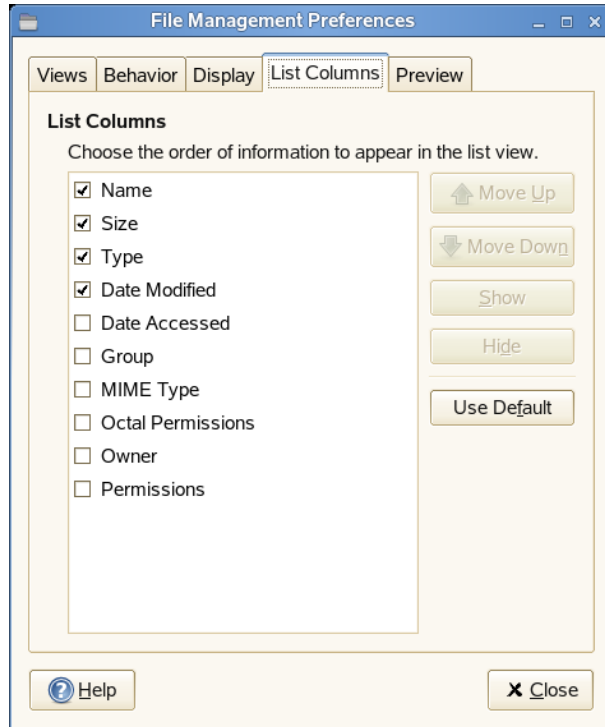 File Management Preferences
Views Behavior Display List Columns Preview
List Columns
Choose the order of information to appear in the list view.
Name
Size
Type
Date Modified
Date Accessed
Group
MIME Type
Octal Permissions
Owner
Permissions
Move Up
Move Down
Show
Hide
Use Default
Help
Close